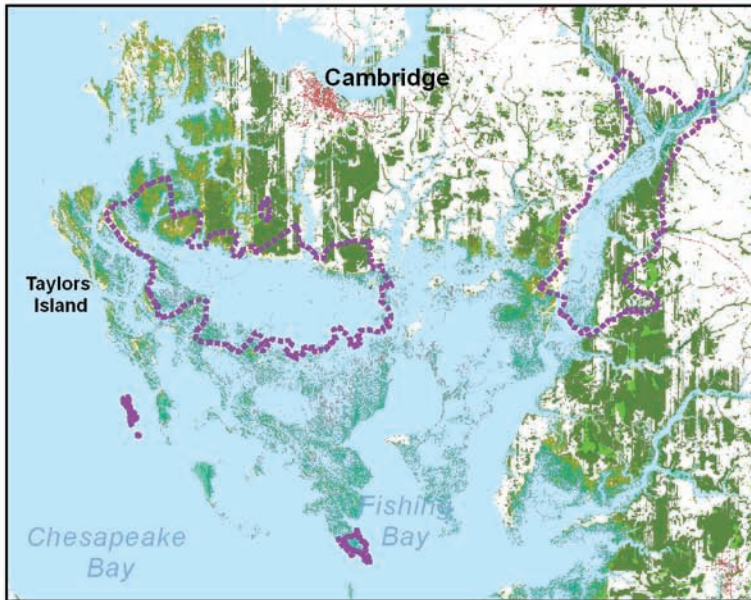 Cambridge
Taylors
Island
Fishing
Bay
Chesapeake
Bay